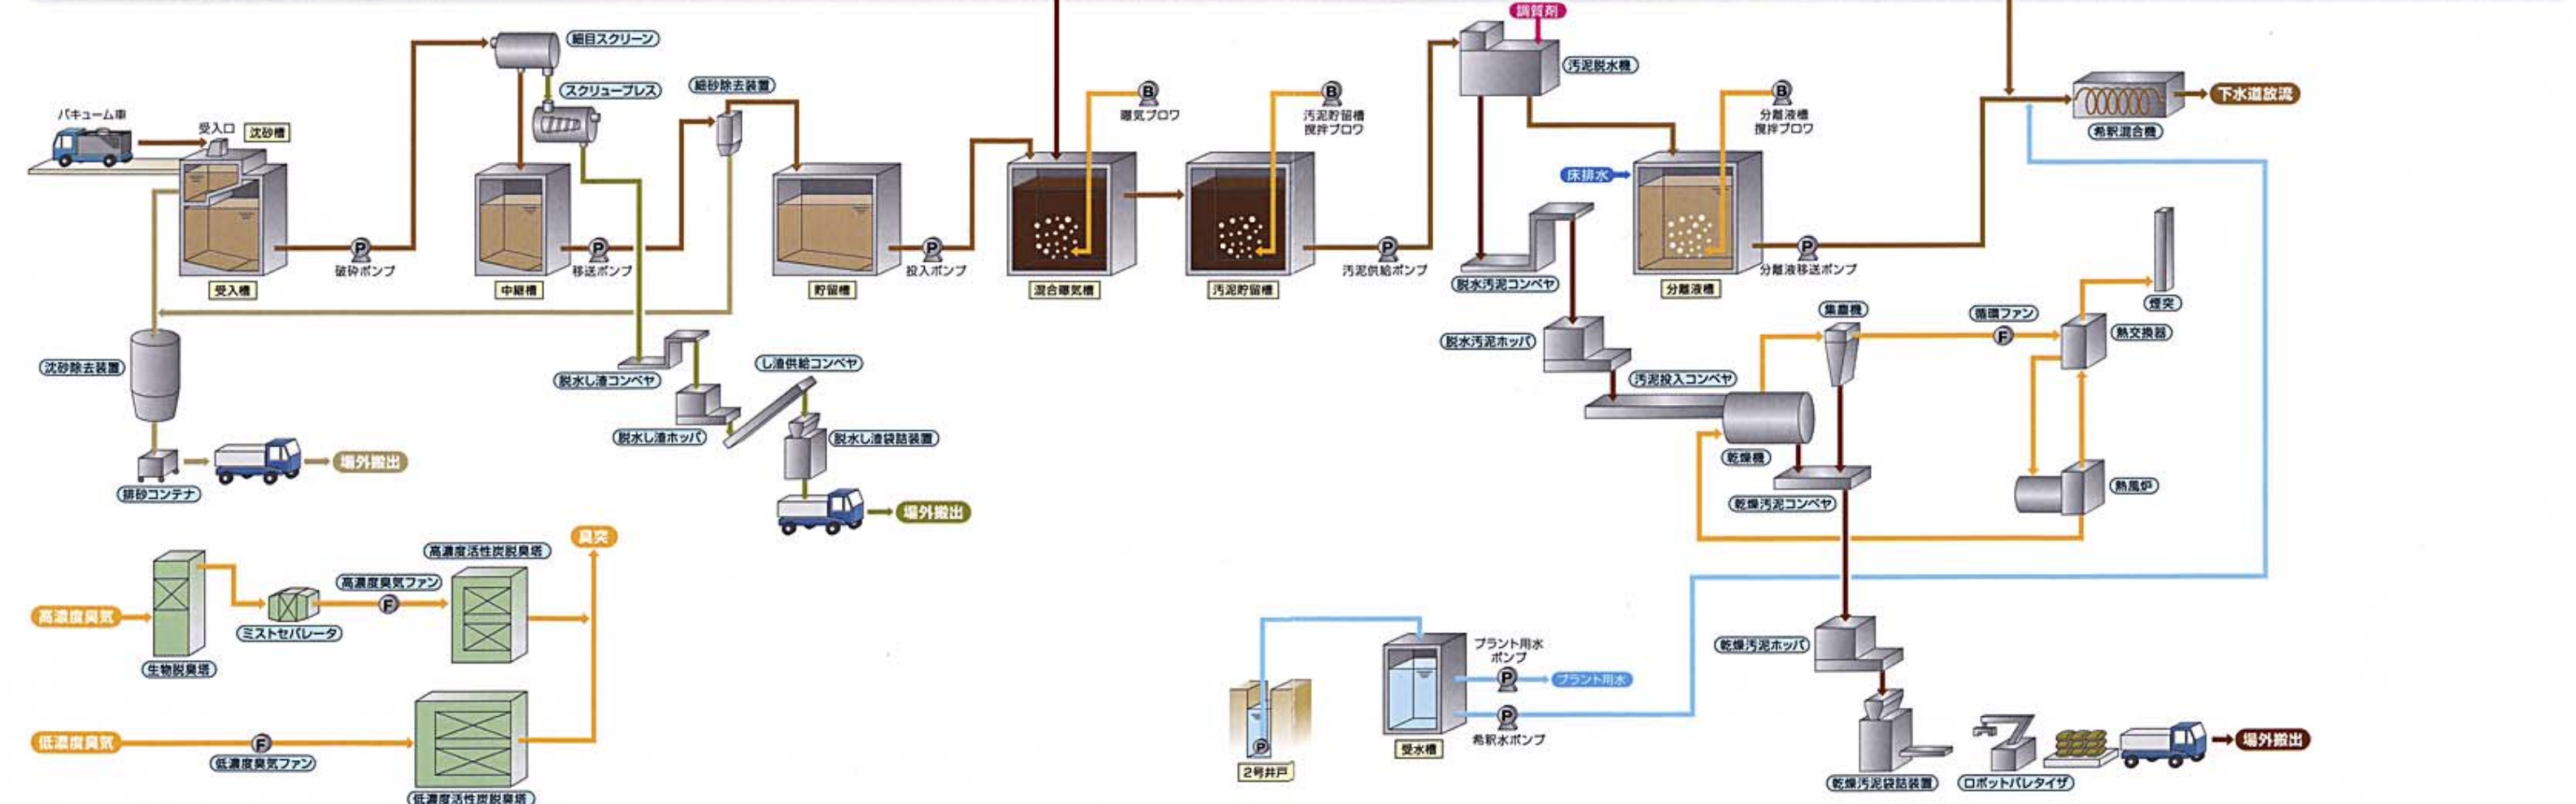 調質剤
細目スクリーン
汚泥脱水機
スクリュープレス
細砂除去装置
B
B
B
下水道放流
バキューム車
受入口
沈砂槽
曝気ブロワ
汚泥貯留槽
撹拌ブロワ
分離液槽
撹拌ブロワ
希釈混合機
床排水
P
破砕ポンプ
P
移送ポンプ
P
投入ポンプ
P
汚泥供給ポンプ
P
分離液移送ポンプ
受入槽
中継槽
貯留槽
混合曝気槽
汚泥貯留槽
脱水汚泥コンベヤ
分離液槽
煙突
集塵機
循環ファン
F
熱交換器
脱水汚泥ホッパ
沈砂除去装置
脱水し渣コンベヤ
し渣供給コンベヤ
汚泥投入コンベヤ
脱水し渣ホッパ
脱水し渣袋詰装置
場外搬出
乾燥機
排砂コンテナ
熱風炉
乾燥汚泥コンベヤ
場外搬出
臭突
高濃度活性炭脱臭塔
高濃度臭気ファン
F
高濃度臭気
ミストセパレータ
生物脱臭塔
プラント用水
ポンプ
P
プラント用水
乾燥汚泥ホッパ
低濃度臭気
F
低濃度臭気ファン
P
希釈水ポンプ
受水槽
P
2号井戸
場外搬出
乾燥汚泥袋詰装置
ロボットパレタイザ
低濃度活性炭脱臭塔